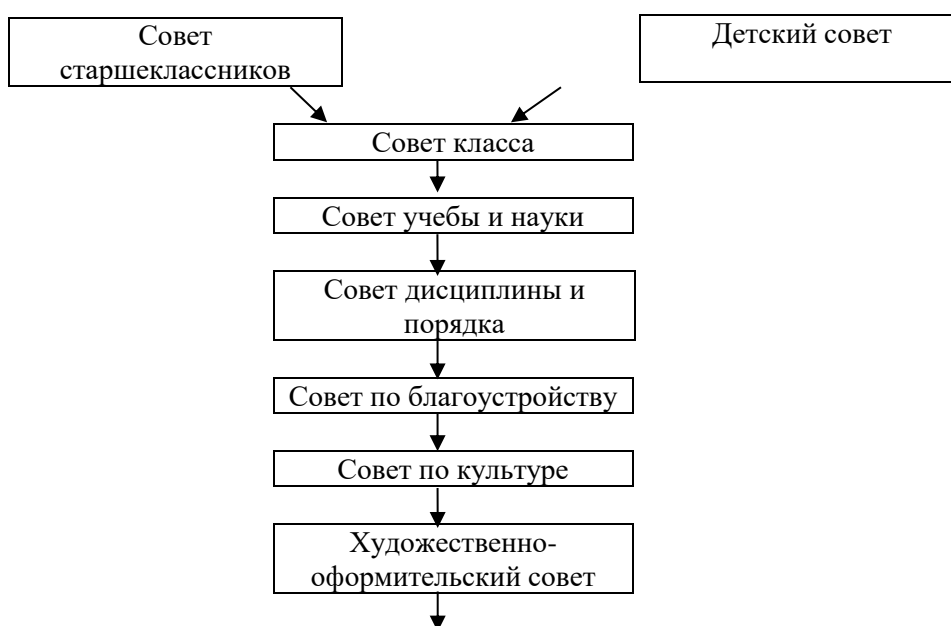 Совет
старшеклассников
Детский совет
Совет класса
Совет учебы и науки
Совет дисциплины и
порядка
Совет по благоустройству
Совет по культуре
Художественно-
оформительский совет